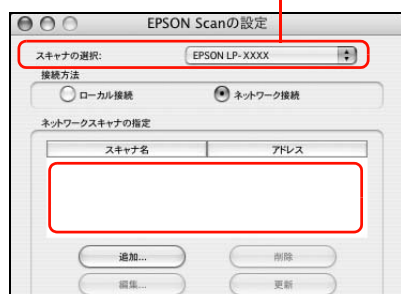 EPSON Scanの設定
スキャナの選択: EPSON LP-XXXX
接続方法
ローカル接続 ネットワーク接続
ネットワークスキャナの指定
スキャナ名 アドレス
追加... 削除
編集... 更新